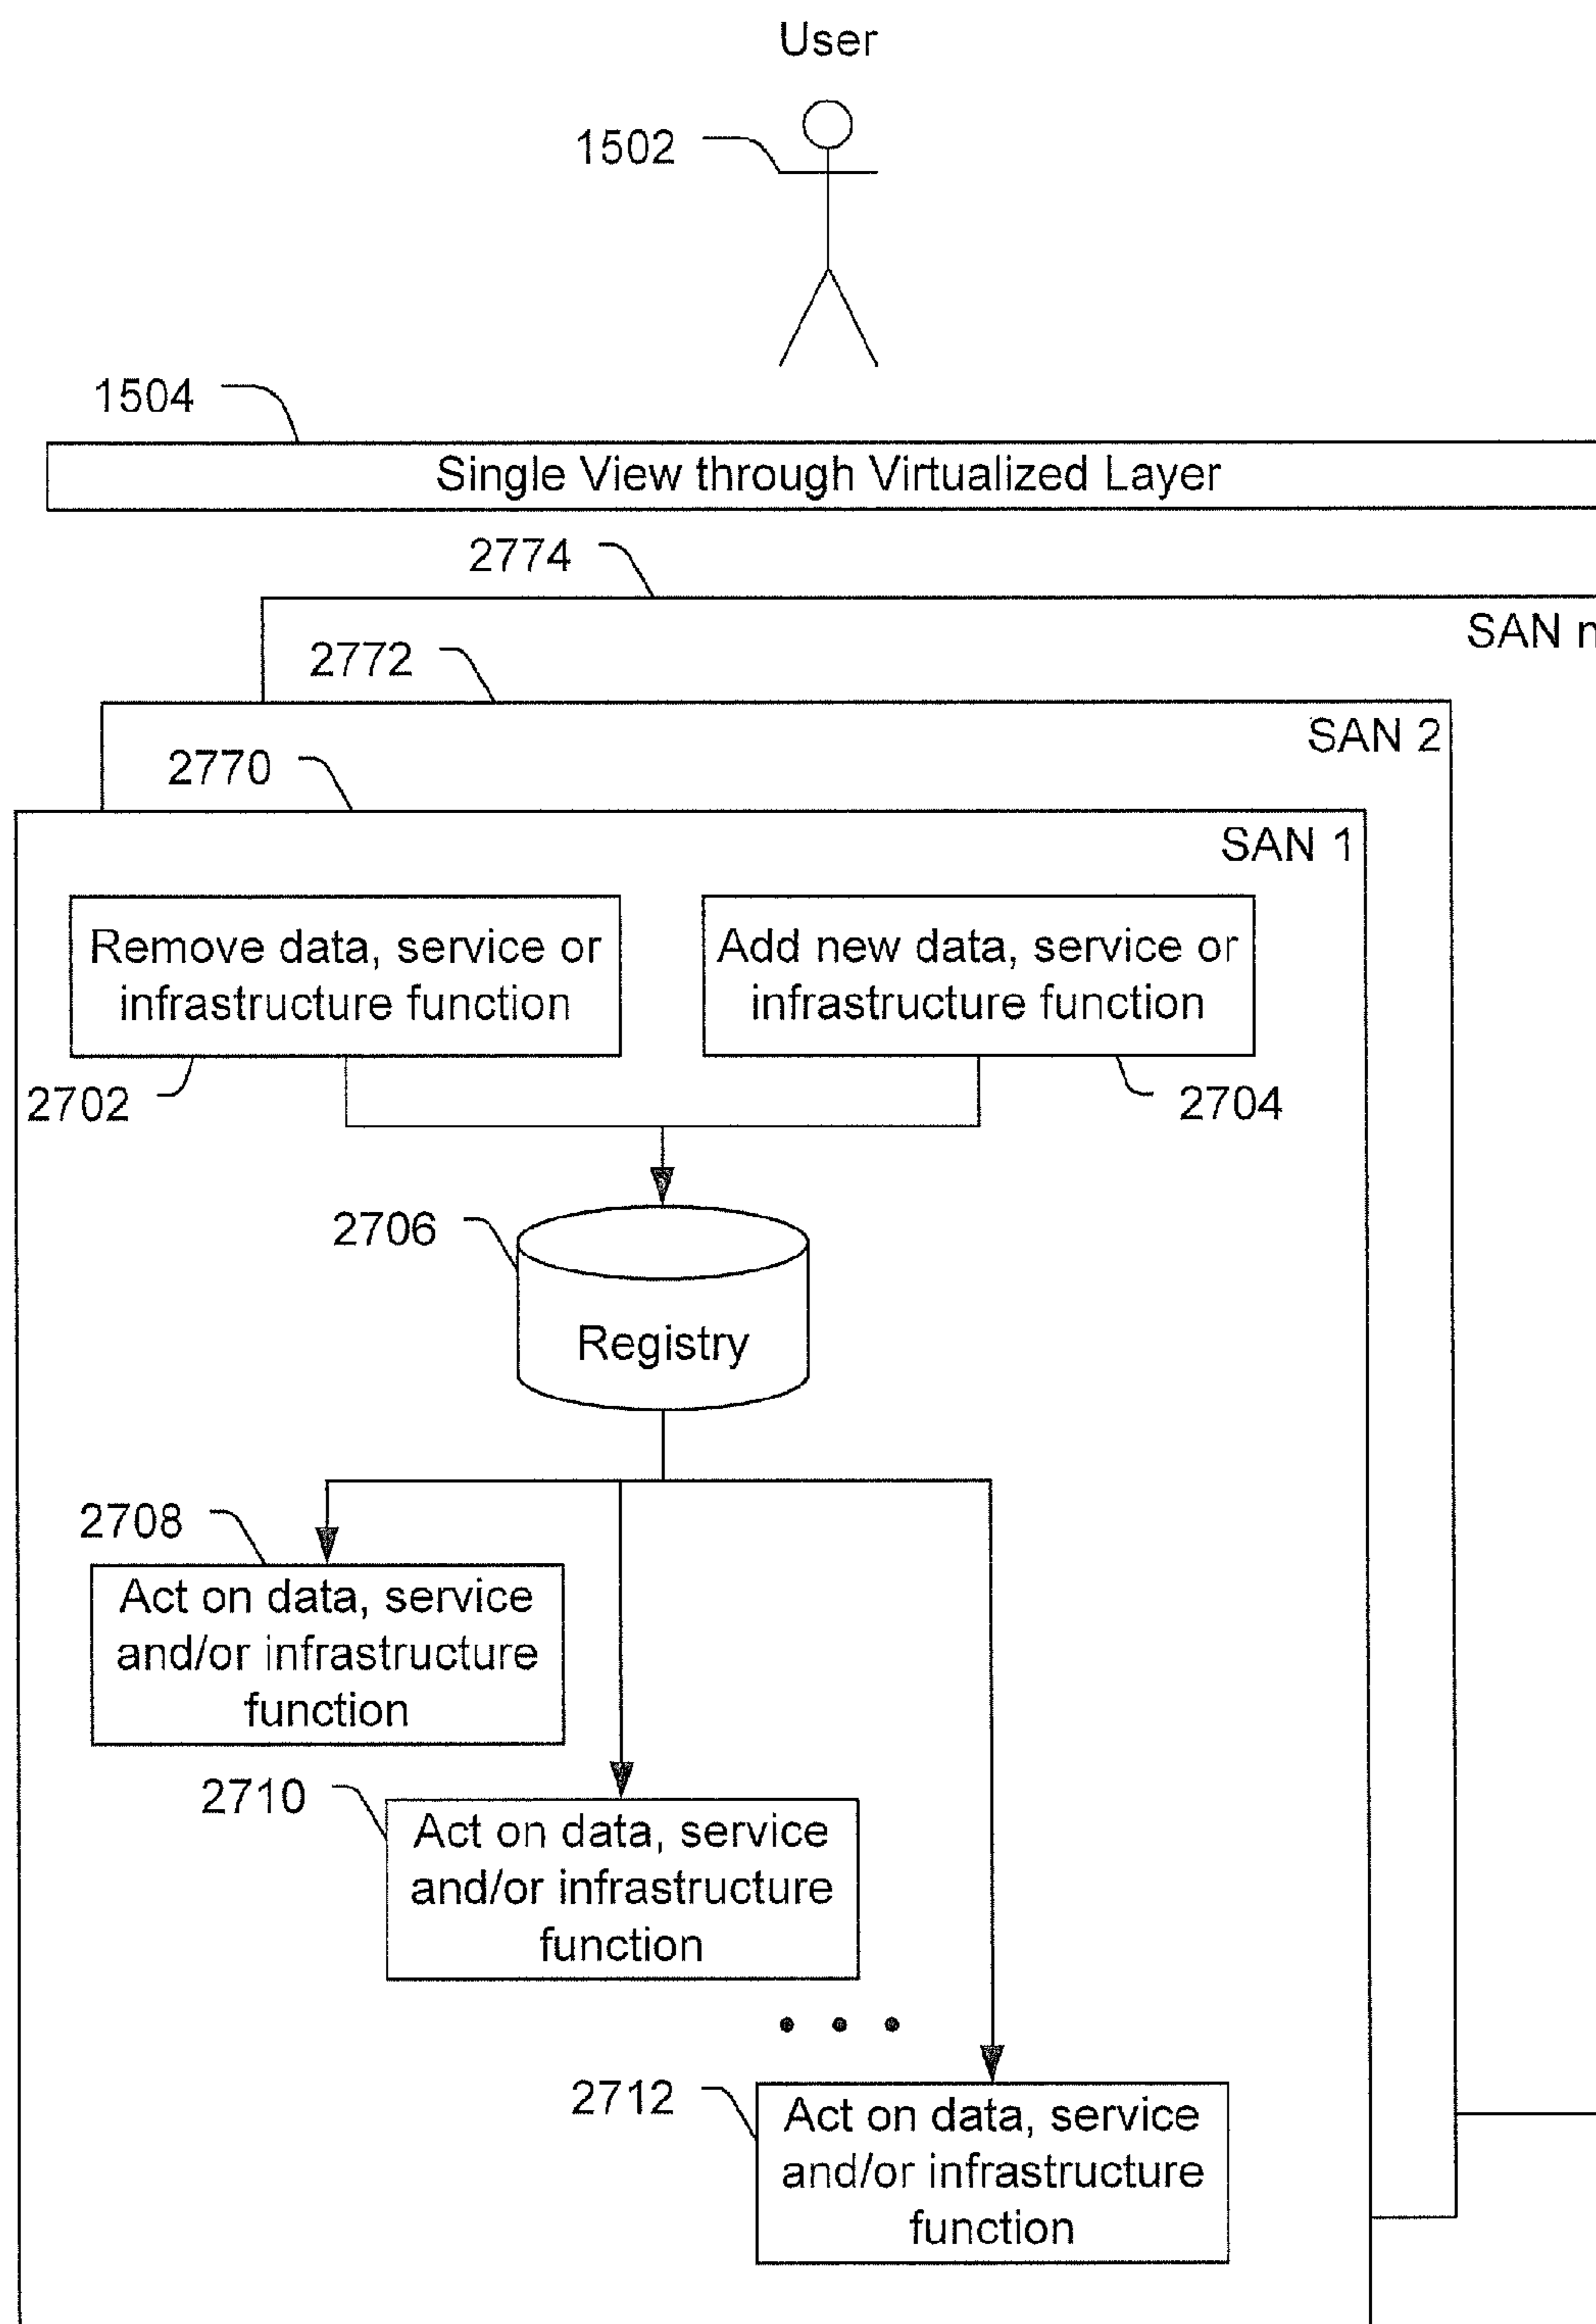 User
1502
1504
Single View through Virtualized Layer
2774
SAN n
2772
SAN 2
2770
SAN 1
Remove data, service or
infrastructure function
Add new data, service or
infrastructure function
2702
2704
2706
Registry
2708
Act on data, service
and/or infrastructure
function
2710
Act on data, service
and/or infrastructure
function
• • •
2712
Act on data, service
and/or infrastructure
function